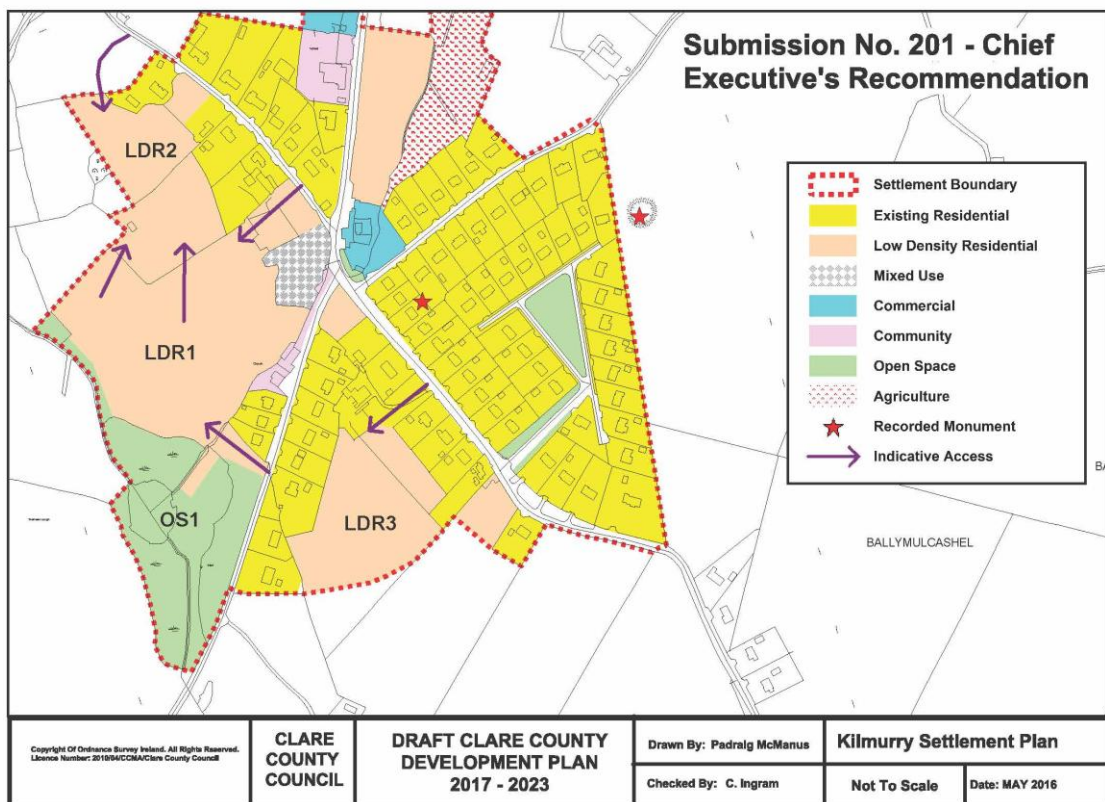 Submission No. 201 - Chief
Executive's Recommendation
Settlement Boundary
Existing Residential
Low Density Residential
Mixed Use
Commercial
Community
Open Space
Agriculture
Recorded Monument
Indicative Access
LDR2
LDR1
OS1
LDR3
BALLYMULCASHEL
BA
Copyright Of Ordnance Survey Ireland. All Rights Reserved.
Licence Number: 2010/04/CCMA/Clare County Council
CLARE
COUNTY
COUNCIL
DRAFT CLARE COUNTY
DEVELOPMENT PLAN
2017 - 2023
Drawn By: Padraig McManus
Checked By: C. Ingram
Kilmurry Settlement Plan
Not To Scale
Date: MAY 2016